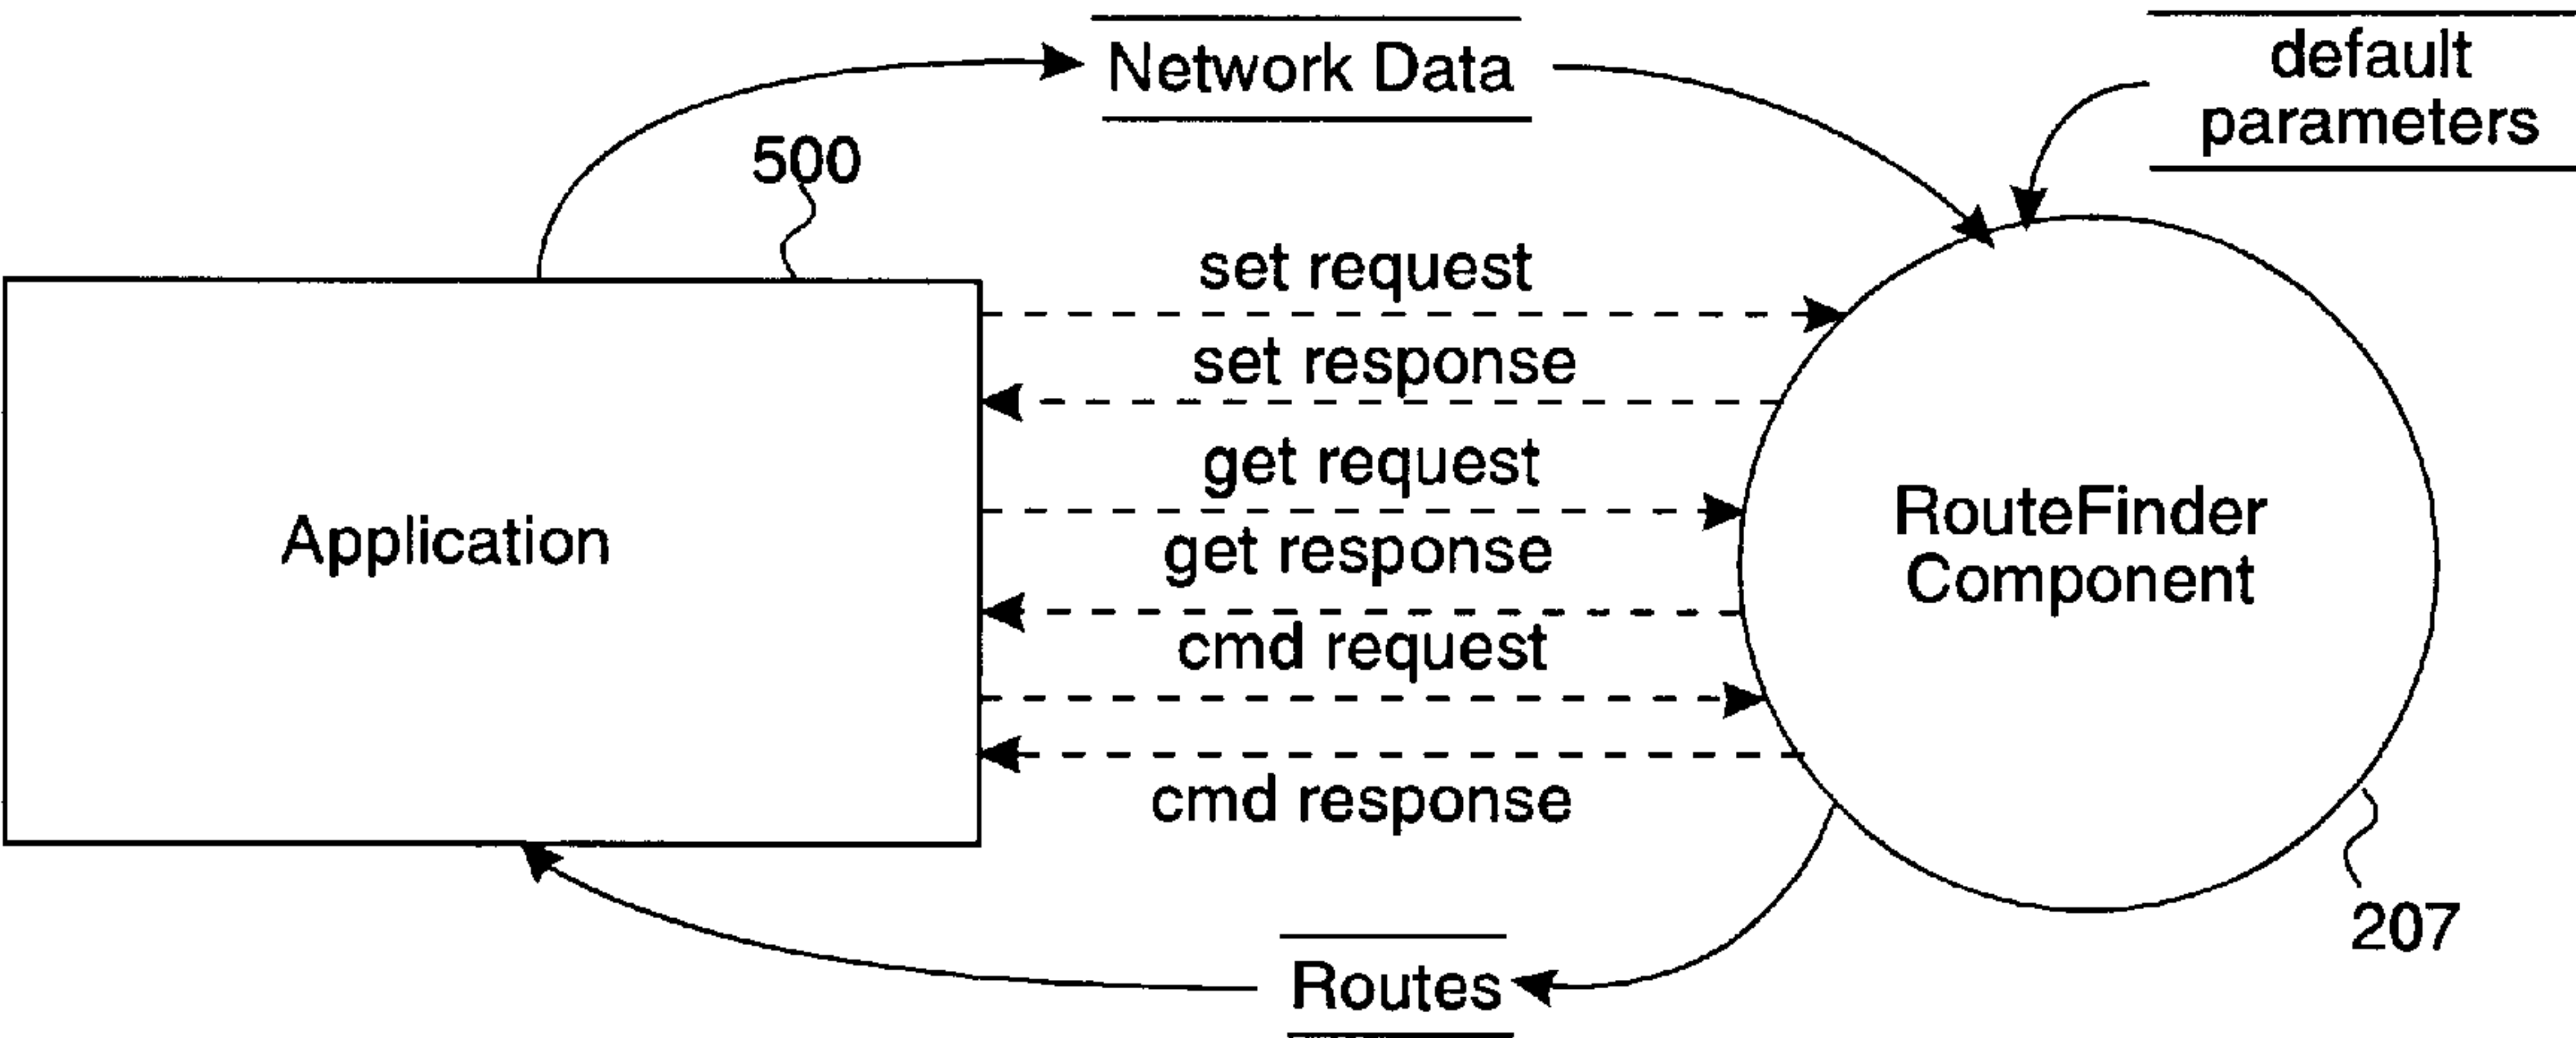 Network Data
default
parameters
500
set request
set response
get request
get response
cmd request
cmd response
Application
RouteFinder
Component
Routes
207